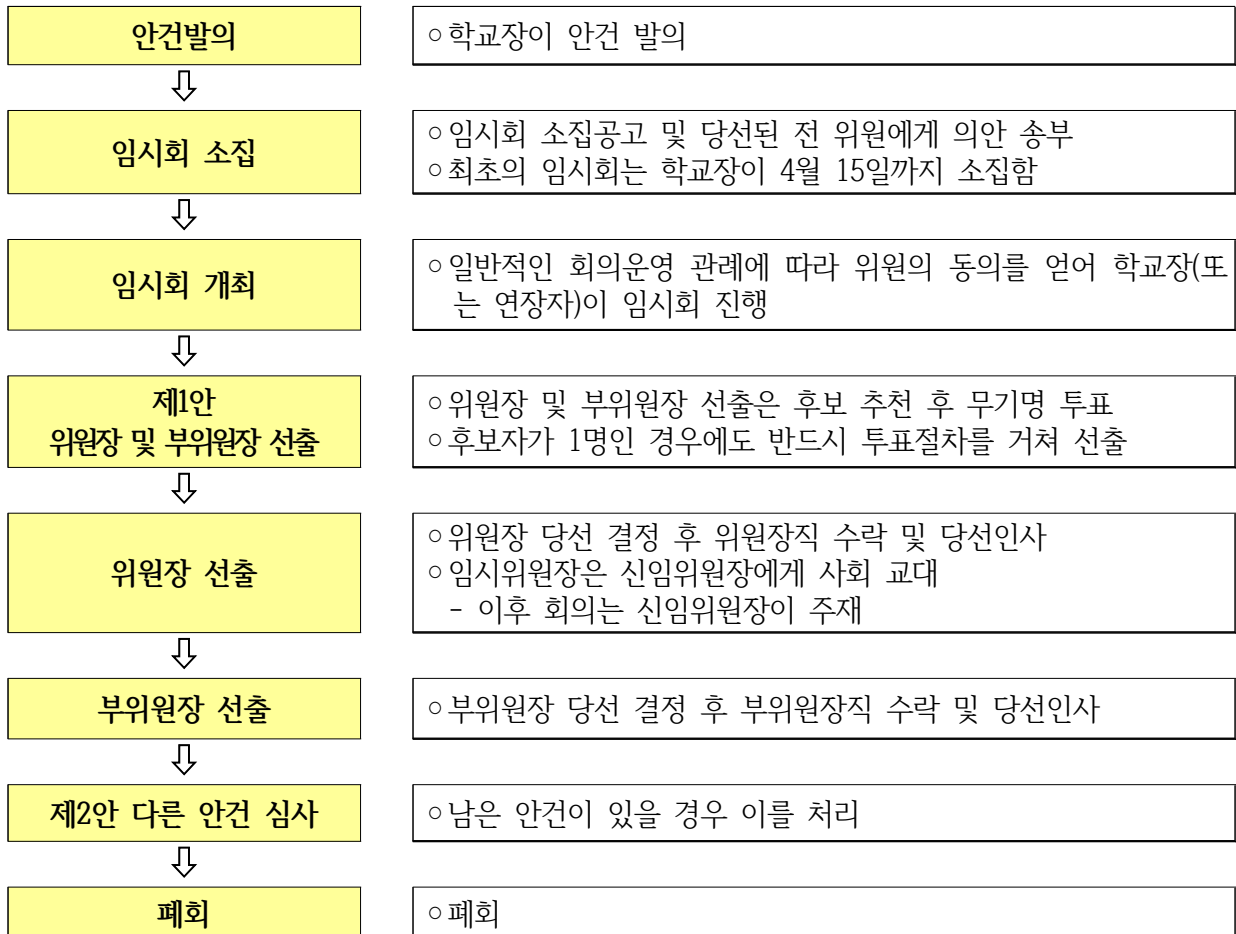 안건발의
○학교장이 안건 발의
임시회 소집
○임시회 소집공고 및 당선된 전 위원에게 의안 송부
○최초의 임시회는 학교장이 4월 15일까지 소집함
임시회 개최
○일반적인 회의운영 관례에 따라 위원의 동의를 얻어 학교장(또
는 연장자)이 임시회 진행
제1안
위원장 및 부위원장 선출
○위원장 및 부위원장 선출은 후보 추천 후 무기명 투표
○후보자가 1명인 경우에도 반드시 투표절차를 거쳐 선출
위원장 선출
○위원장 당선 결정 후 위원장직 수락 및 당선인사
○임시위원장은 신임위원장에게 사회 교대
- 이후 회의는 신임위원장이 주재
부위원장 선출
○부위원장 당선 결정 후 부위원장직 수락 및 당선인사
제2안 다른 안건 심사
○남은 안건이 있을 경우 이를 처리
폐회
○폐회